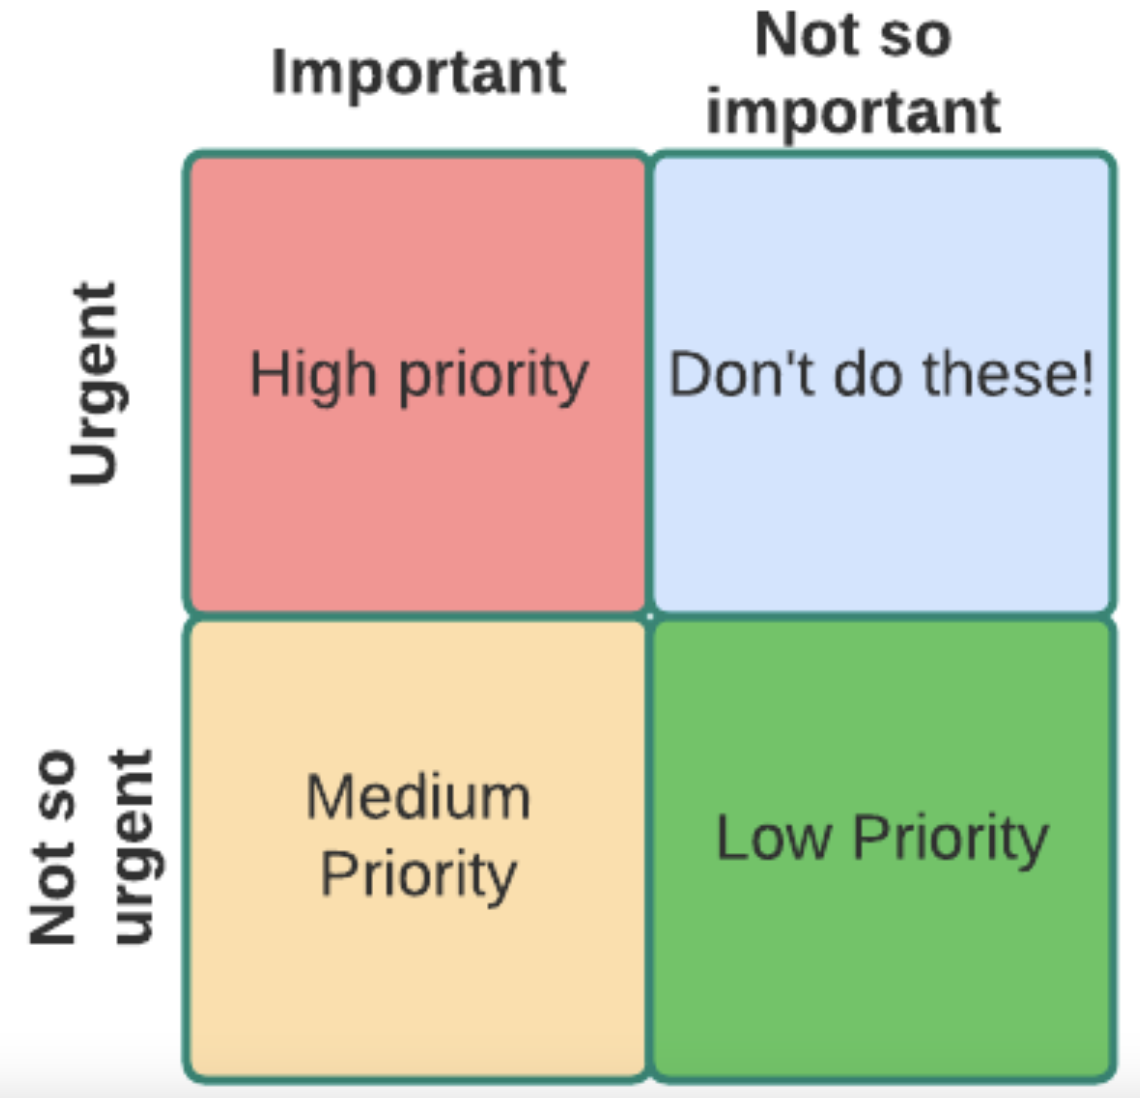 Important
Not so
important
Urgent
High priority
Don't do these!
Not so
urgent
Medium
Priority
Low Priority